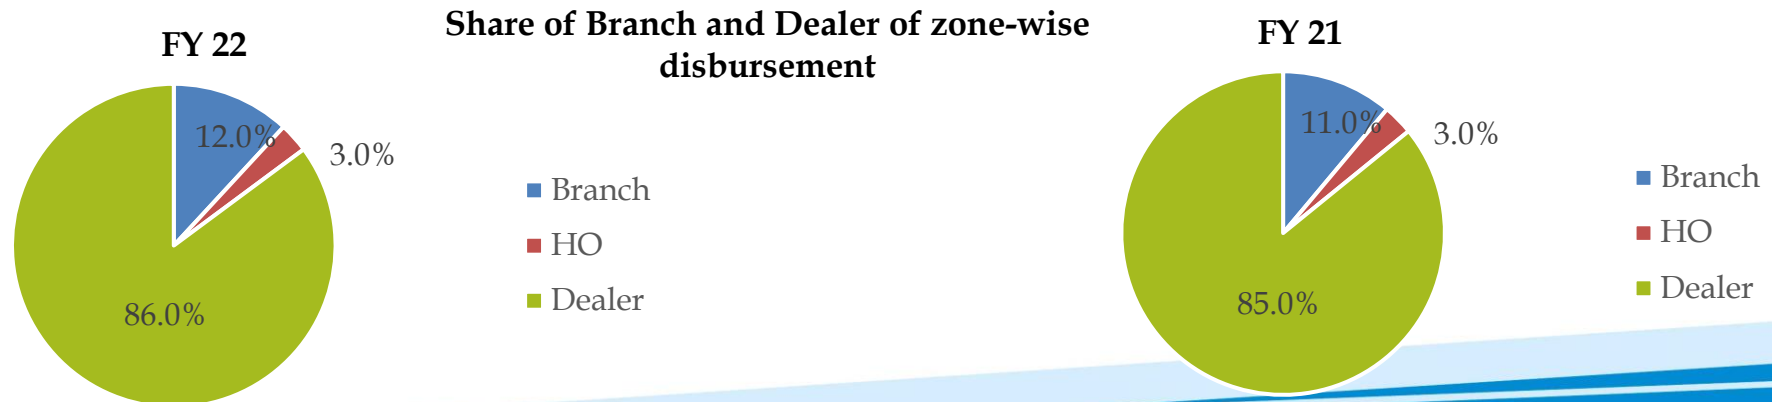 Share of Branch and Dealer of zone-wise
disbursement
FY 22
12.0%
3.0%
86.0%
Branch
HO
Dealer
FY 21
11.0%
3.0%
85.0%
Branch
HO
Dealer